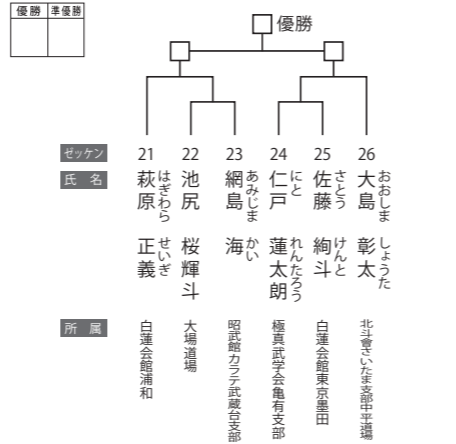 優勝 準優勝
優勝
ゼッケン 21 22 23 24 25 26
氏名
萩原 正義
はぎわら せいぎ
池尻 桜輝斗
網島 海
あみじま かい
仁戸 蓮太朗
にと れんたろう
佐藤 絢斗
さとう けんと
大島 彰太
おおしま しょうた
所属
白蓮会館浦和
大場道場
昭武館カラテ武蔵台支部
極真武学会亀有支部
白蓮会館東京墨田
北斗會さいたま支部中平道場